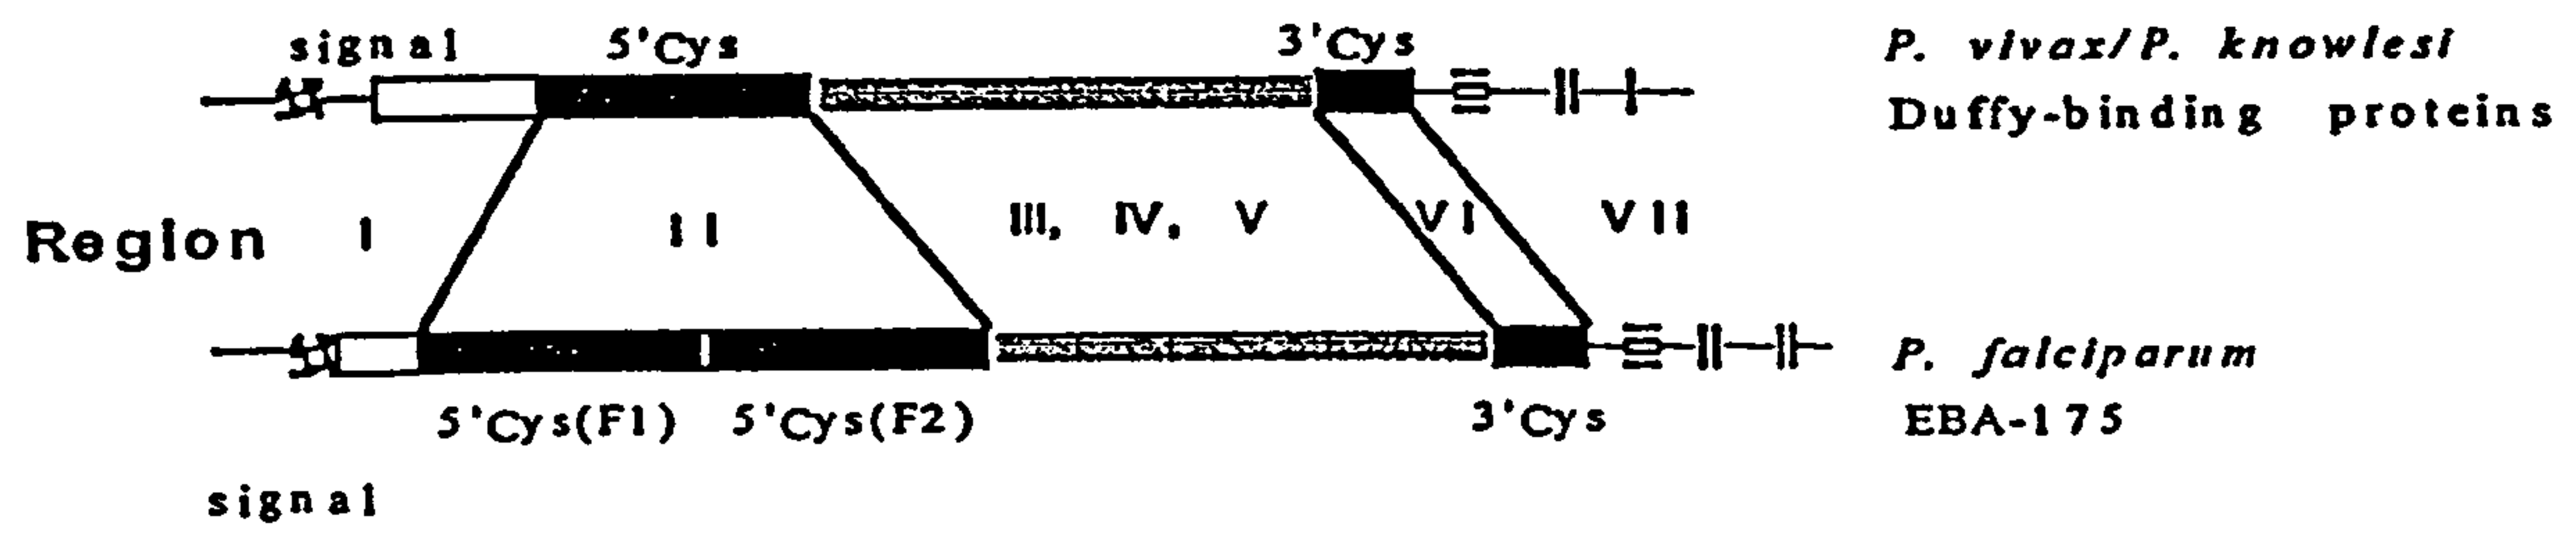 signal 5'Cys 3'Cys
P. vivax/P. knowlesi
Duffy-binding proteins
Region I II III, IV, V VI VII
P. falciparum
EBA-175
5'Cys(F1) 5'Cys(F2) 3'Cys
signal